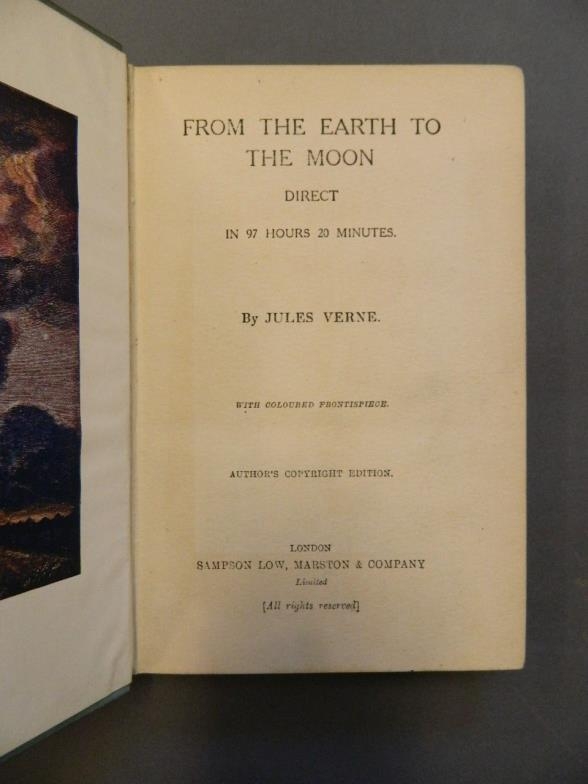 FROM THE EARTH TO
THE MOON
DIRECT
IN 97 HOURS 20 MINUTES.
By JULES VERNE.
WITH COLOURED FRONTISPIECE.
AUTHOR'S COPYRIGHT EDITION.
LONDON
SAMPSON LOW, MARSTON & COMPANY
Limited
[All rights reserved]